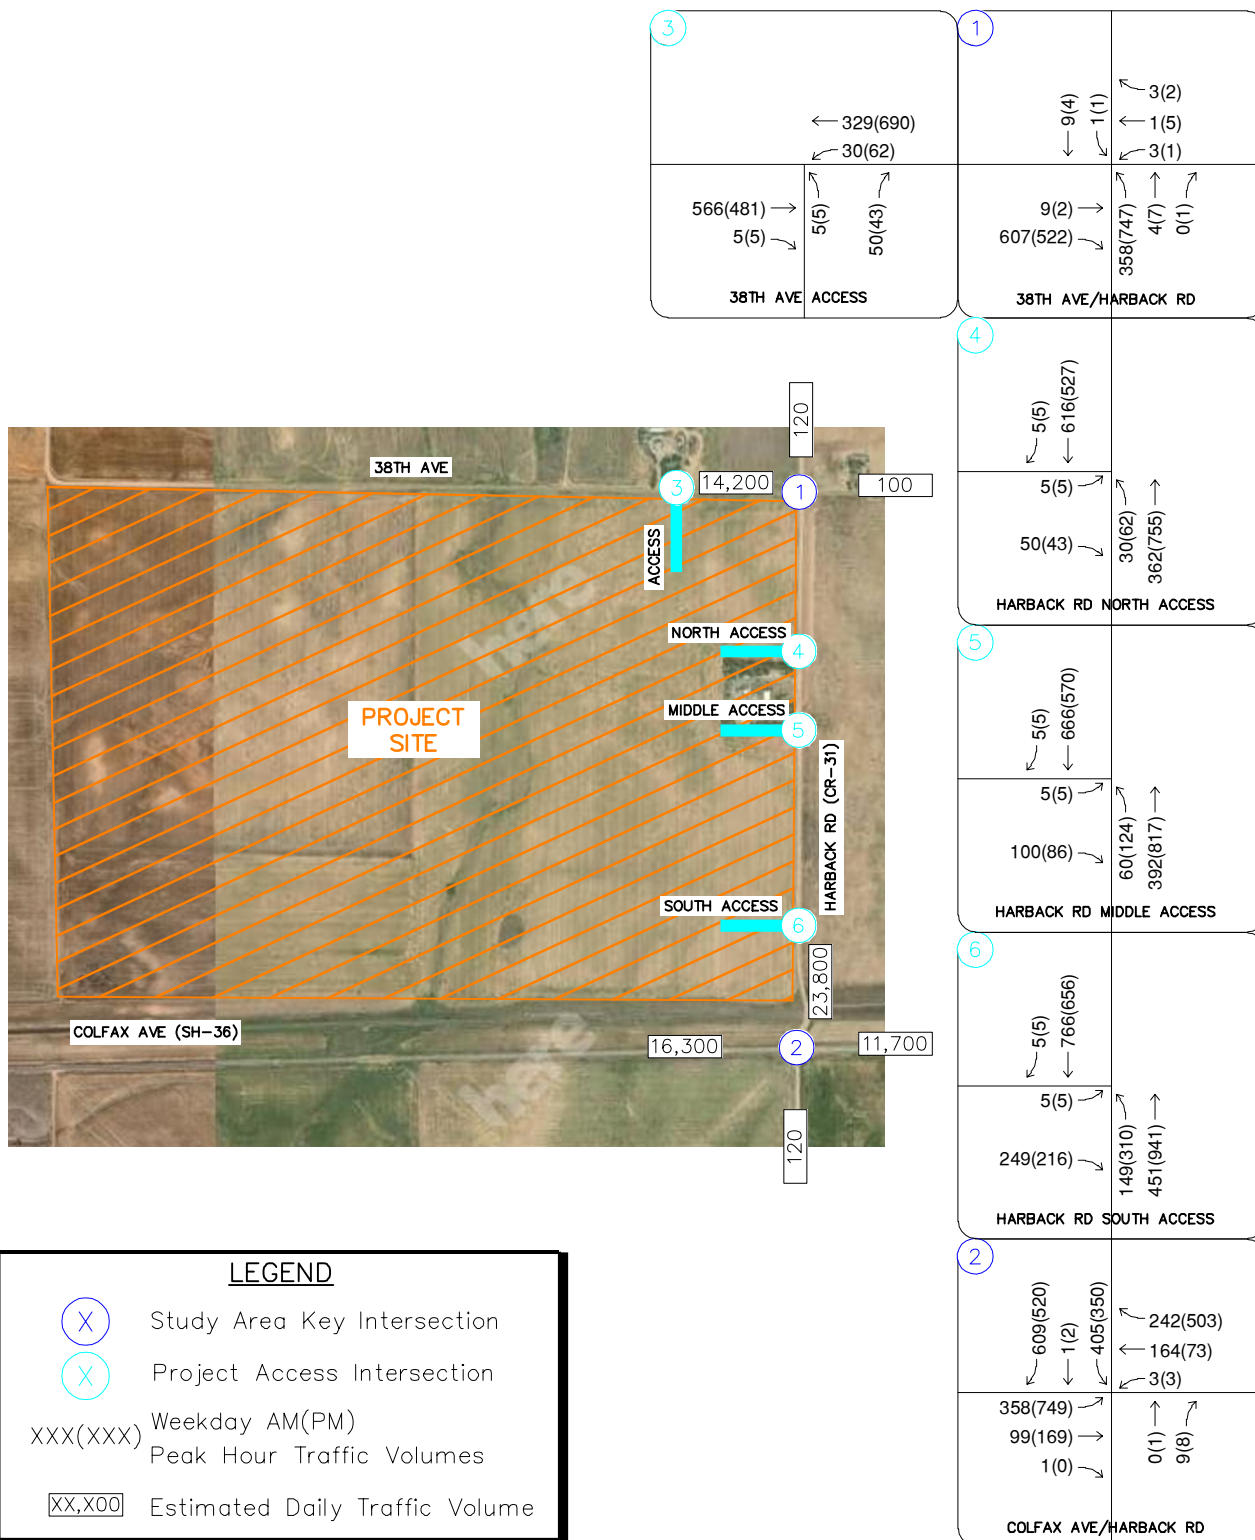 3
329(690)
30(62)
566(481)
5(5)
5(5)
50(43)
38TH AVE ACCESS
1
9(4)
1(1)
3(2)
1(5)
3(1)
9(2)
607(522)
358(747)
4(7)
0(1)
38TH AVE/HARBACK RD
4
5(5)
616(527)
5(5)
50(43)
30(62)
362(755)
HARBACK RD NORTH ACCESS
5
5(5)
666(570)
5(5)
100(86)
60(124)
392(817)
HARBACK RD MIDDLE ACCESS
6
5(5)
766(656)
5(5)
249(216)
149(310)
451(941)
HARBACK RD SOUTH ACCESS
2
609(520)
1(2)
405(350)
242(503)
164(73)
3(3)
358(749)
99(169)
1(0)
0(1)
9(8)
COLFAX AVE/HARBACK RD
120
38TH AVE
3
14,200
1
100
ACCESS
here
NORTH ACCESS
4
MIDDLE ACCESS
5
PROJECT
SITE
HARBACK RD (CR-31)
SOUTH ACCESS
6
23,800
COLFAX AVE (SH-36)
16,300
2
11,700
here
120
LEGEND
X Study Area Key Intersection
X Project Access Intersection
XXX(XXX) Weekday AM(PM)
Peak Hour Traffic Volumes
XX,X00 Estimated Daily Traffic Volume